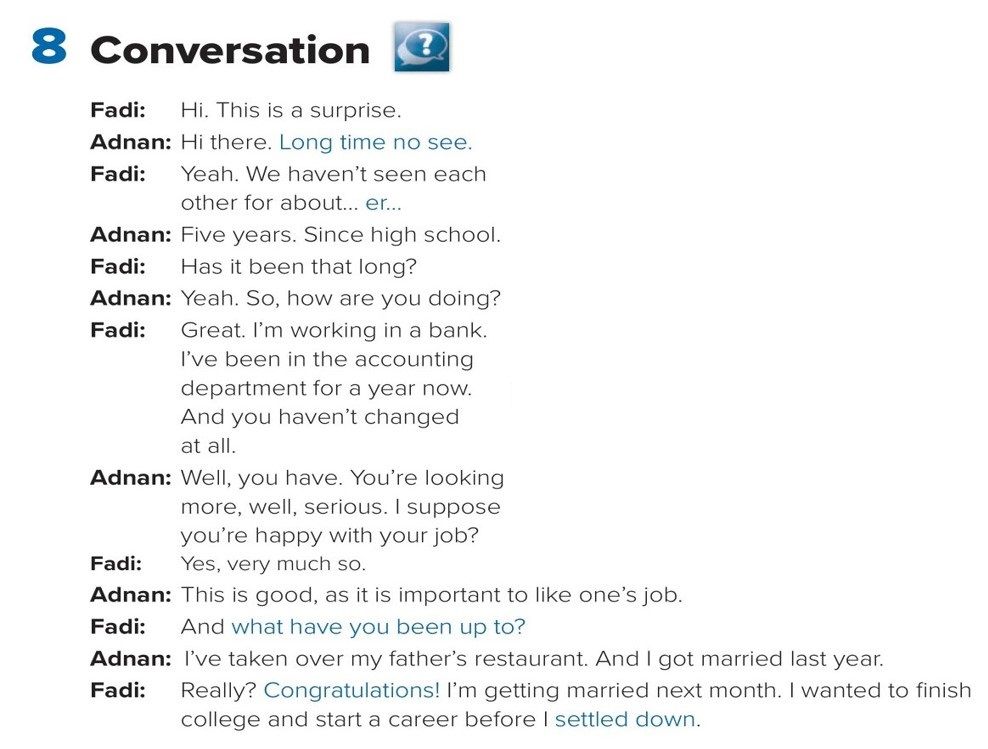 8 Conversation ?
Fadi: Hi. This is a surprise.
Adnan: Hi there. Long time no see.
Fadi: Yeah. We haven’t seen each
other for about... er...
Adnan: Five years. Since high school.
Fadi: Has it been that long?
Adnan: Yeah. So, how are you doing?
Fadi: Great. I’m working in a bank.
I’ve been in the accounting
department for a year now.
And you haven’t changed
at all.
Adnan: Well, you have. You’re looking
more, well, serious. I suppose
you’re happy with your job?
Fadi: Yes, very much so.
Adnan: This is good, as it is important to like one’s job.
Fadi: And what have you been up to?
Adnan: I’ve taken over my father’s restaurant. And I got married last year.
Fadi: Really? Congratulations! I’m getting married next month. I wanted to finish
college and start a career before I settled down.